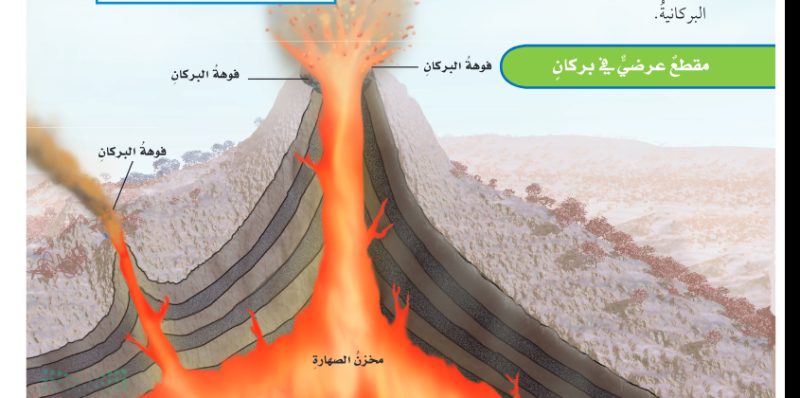 البركانيةُ.
مقطعٌ عرضيٌّ في بركانٍ
فوهةُ البركانِ
فوهةُ البركانِ
فوهةُ البركانِ
مخزنُ الصهارةِ